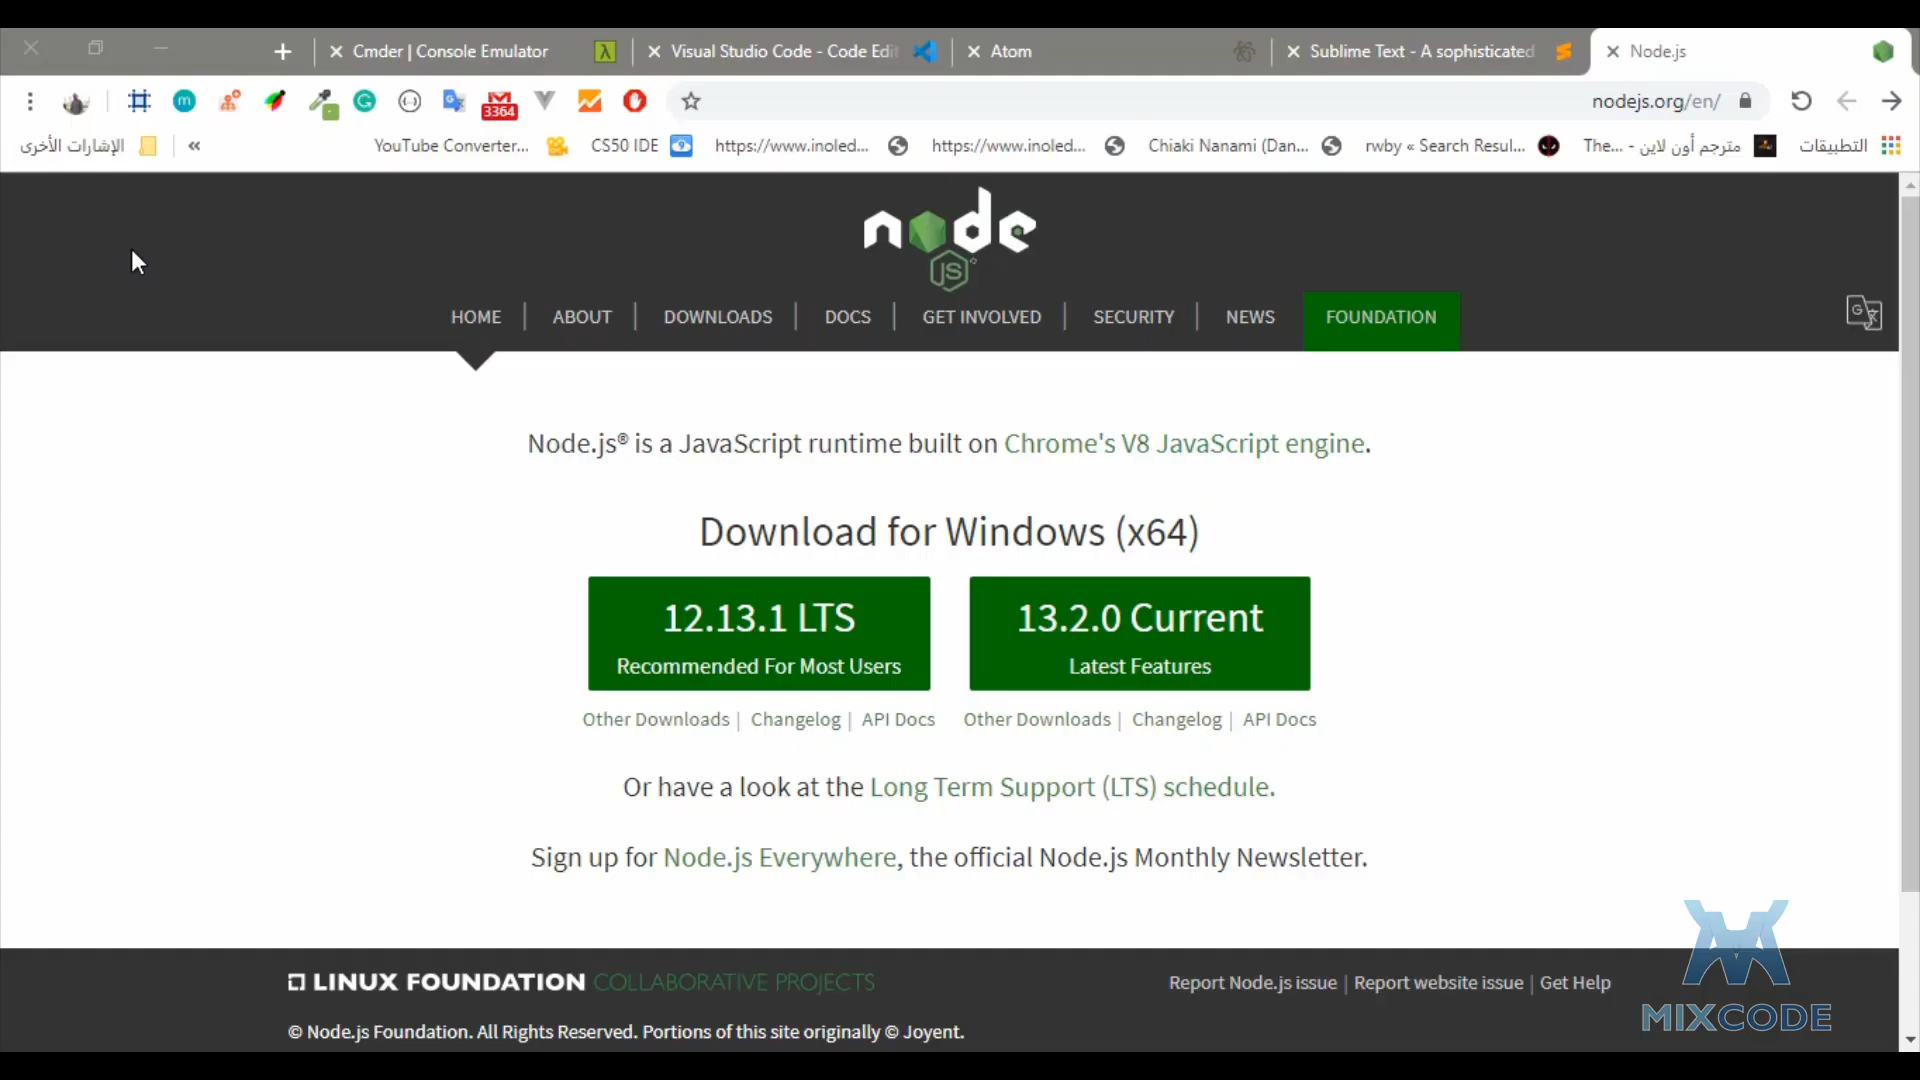 Cmder | Console Emulator
Visual Studio Code - Code Edi
Atom
Sublime Text - A sophisticated
Node.js
3364
nodejs.org/en/
الإشارات الأخرى
«
YouTube Converter...
CS50 IDE
https://www.inoled...
https://www.inoled...
Chiaki Nanami (Dan...
rwby « Search Resul...
The... - مترجم أون لاين
التطبيقات
node
JS
HOME
ABOUT
DOWNLOADS
DOCS
GET INVOLVED
SECURITY
NEWS
FOUNDATION
Node.js® is a JavaScript runtime built on Chrome's V8 JavaScript engine.
Download for Windows (x64)
12.13.1 LTS
Recommended For Most Users
13.2.0 Current
Latest Features
Other Downloads | Changelog | API Docs
Other Downloads | Changelog | API Docs
Or have a look at the Long Term Support (LTS) schedule.
Sign up for Node.js Everywhere, the official Node.js Monthly Newsletter.
LINUX FOUNDATION COLLABORATIVE PROJECTS
Report Node.js issue | Report website issue | Get Help
© Node.js Foundation. All Rights Reserved. Portions of this site originally © Joyent.
MIXCODE